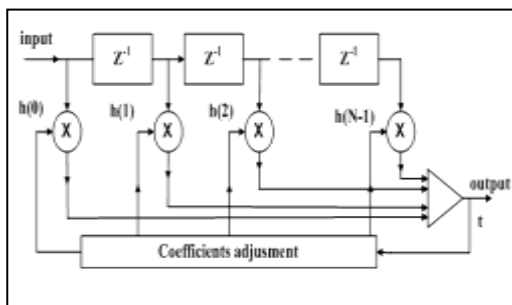 input
Z-1
Z-1
Z-1
h(0)
h(1)
h(2)
h(N-1)
X
X
X
X
output
t
Coefficients adjusment